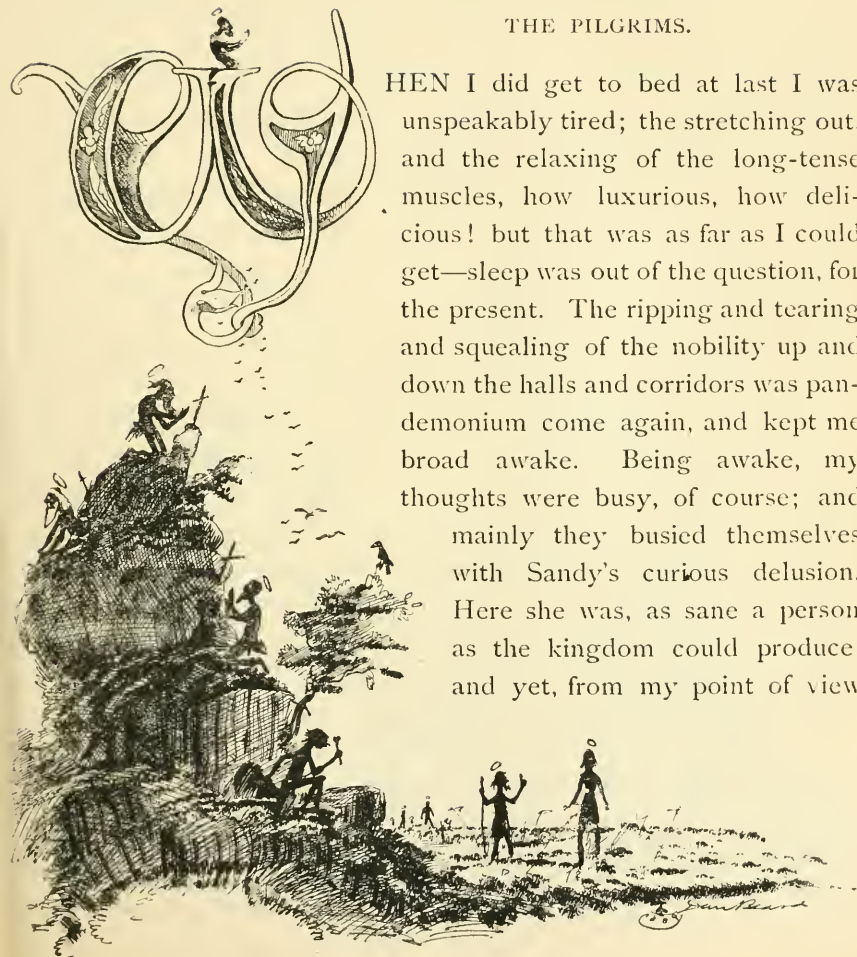 THE PILGRIMS.
WHEN I did get to bed at last I was
unspeakably tired; the stretching out,
and the relaxing of the long-tense
muscles, how luxurious, how deli-
cious! but that was as far as I could
get—sleep was out of the question, for
the present. The ripping and tearing
and squealing of the nobility up and
down the halls and corridors was pan-
demonium come again, and kept me
broad awake. Being awake, my
thoughts were busy, of course; and
mainly they busied themselves
with Sandy's curious delusion.
Here she was, as sane a person
as the kingdom could produce
and yet, from my point of view
Dan Beard